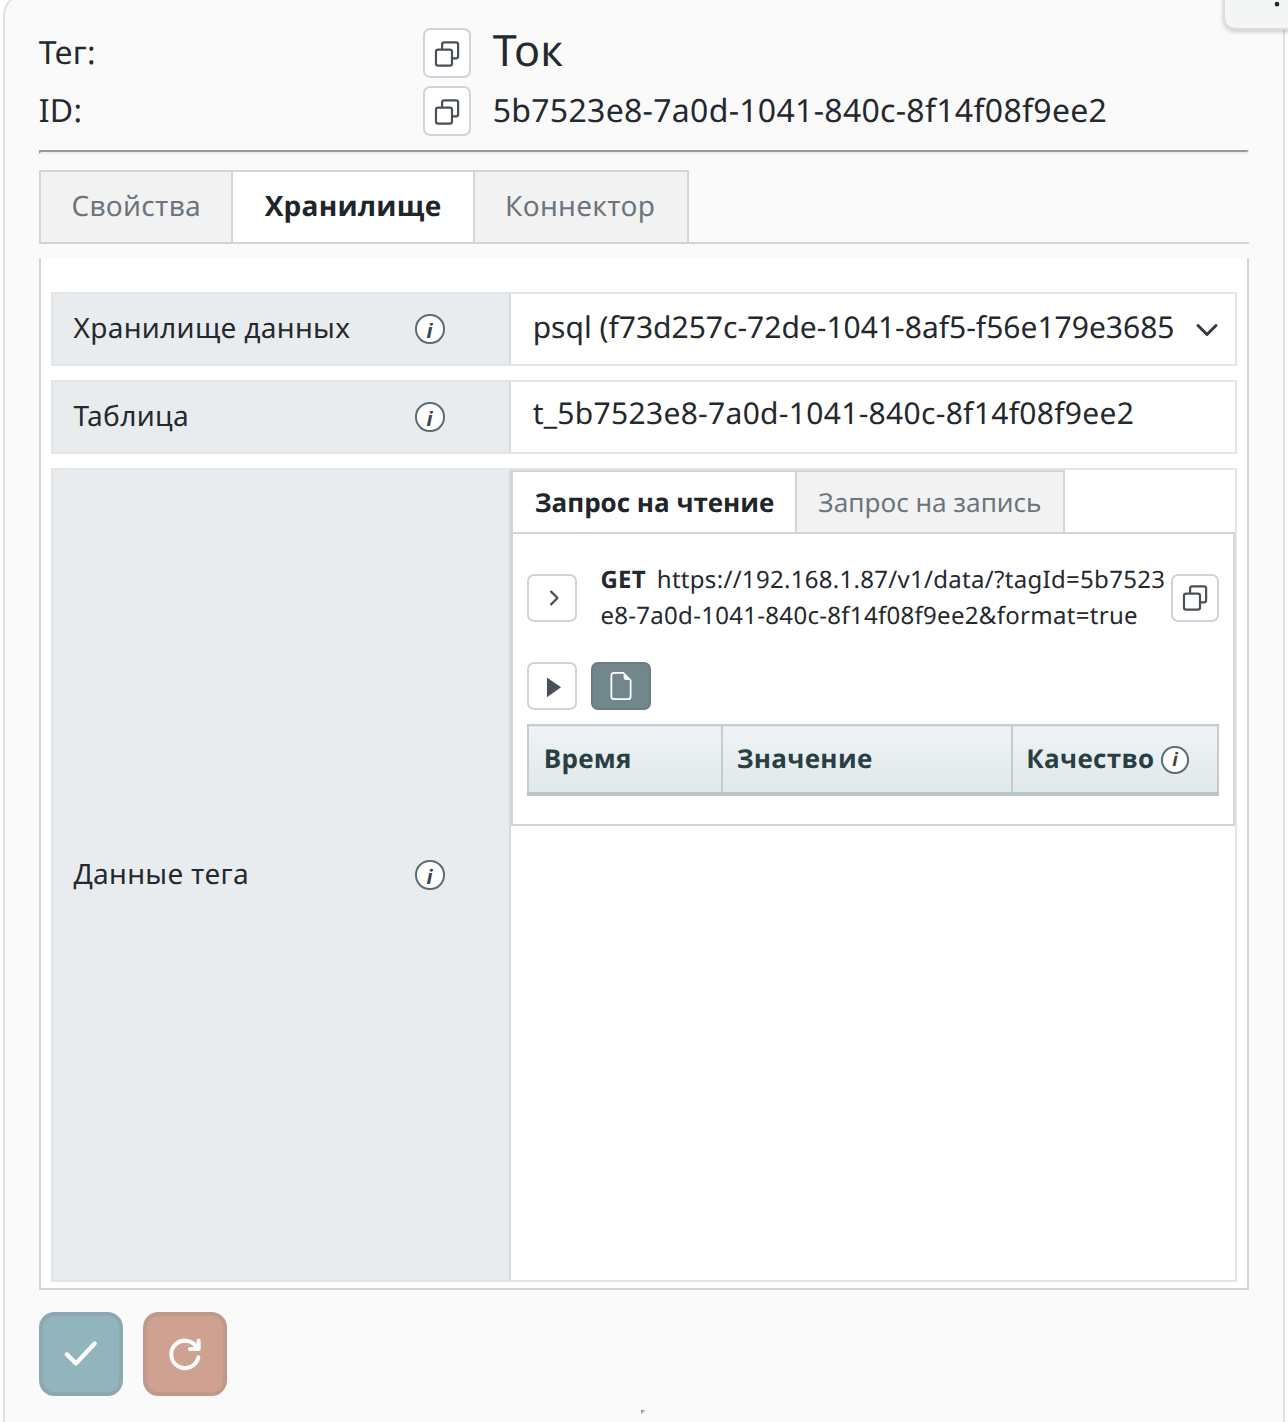 Тег:
Ток
ID:
5b7523e8-7a0d-1041-840c-8f14f08f9ee2
Свойства
Хранилище
Коннектор
Хранилище данных
psql (f73d257c-72de-1041-8af5-f56e179e3685
Таблица
t_5b7523e8-7a0d-1041-840c-8f14f08f9ee2
Запрос на чтение
Запрос на запись
GET https://192.168.1.87/v1/data/?tagId=5b7523
e8-7a0d-1041-840c-8f14f08f9ee2&format=true
Время
Значение
Качество
Данные тега